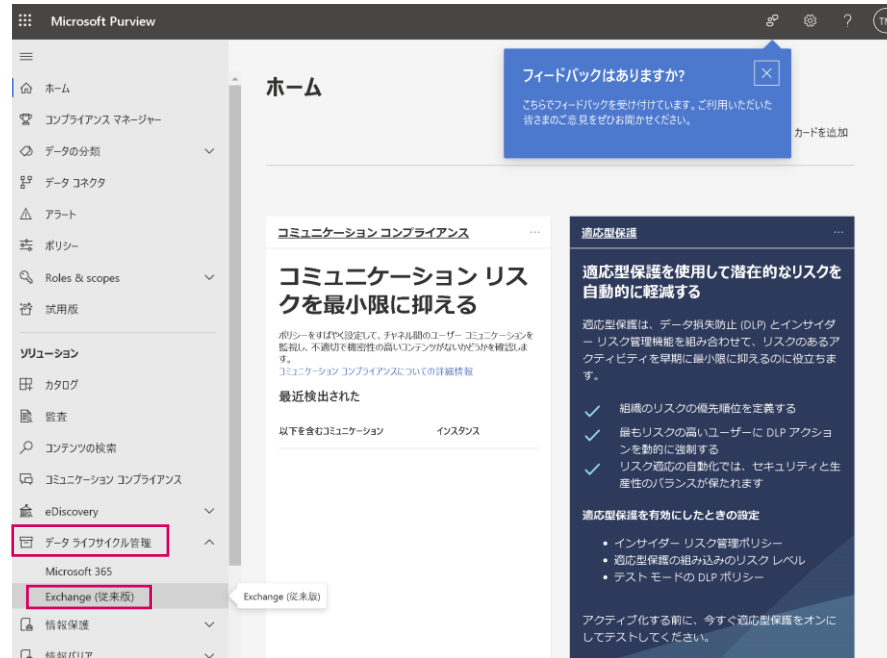 Microsoft Purview
?
TM
ホーム
コンプライアンス マネージャー
データの分類
データ コネクタ
アラート
ポリシー
Roles & scopes
試用版
ソリューション
カタログ
監査
コンテンツの検索
コミュニケーション コンプライアンス
eDiscovery
データ ライフサイクル管理
Microsoft 365
Exchange (従来版)
情報保護
情報バリア
Exchange (従来版)
ホーム
フィードバックはありますか?
こちらでフィードバックを受け付けています。ご利用いただいた
皆さまのご意見をぜひお聞かせください。
カードを追加
コミュニケーション コンプライアンス
コミュニケーション リス
クを最小限に抑える
ポリシーをすばやく設定して、チャネル間のユーザー コミュニケーションを
監視し、不適切で機密性の高いコンテンツがないかどうかを確認しま
す。
コミュニケーション コンプライアンスについての詳細情報
最近検出された
以下を含むコミュニケーション インスタンス
適応型保護
適応型保護を使用して潜在的なリスクを
自動的に軽減する
適応型保護は、データ損失防止 (DLP) とインサイダ
ー リスク管理機能を組み合わせて、リスクのあるア
クティビティを早期に最小限に抑えるのに役立ちま
す。
組織のリスクの優先順位を定義する
最もリスクの高いユーザーに DLP アクショ
ンを動的に強制する
リスク適応の自動化では、セキュリティと生
産性のバランスが保たれます
適応型保護を有効にしたときの設定
• インサイダー リスク管理ポリシー
• 適応型保護の組み込みのリスク レベル
• テスト モードの DLP ポリシー
アクティブ化する前に、今すぐ適応型保護をオンに
してテストしてください。